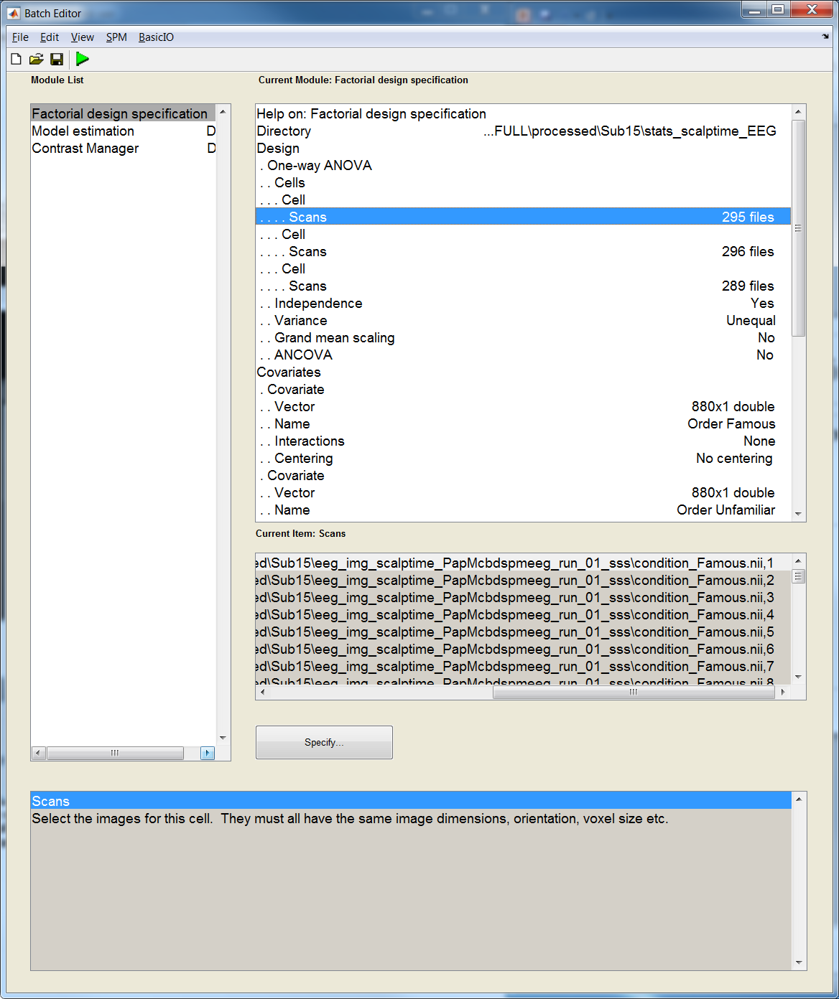 Batch Editor
File Edit View SPM BasicIO
Module List
Current Module: Factorial design specification
Factorial design specification
Model estimation D
Contrast Manager D
Help on: Factorial design specification
Directory ...FULL\processed\Sub15\stats_scalptime_EEG
Design
. One-way ANOVA
. . Cells
. . . Cell
. . . . Scans 295 files
. . . Cell
. . . . Scans 296 files
. . . Cell
. . . . Scans 289 files
. . Independence Yes
. . Variance Unequal
. . Grand mean scaling No
. . ANCOVA No
Covariates
. Covariate
. . Vector 880x1 double
. . Name Order Famous
. . Interactions None
. . Centering No centering
. Covariate
. . Vector 880x1 double
. . Name Order Unfamiliar
Current Item: Scans
ed\Sub15\eeg_img_scalptime_PapMcbdspmeeg_run_01_sss\condition_Famous.nii,1
ed\Sub15\eeg_img_scalptime_PapMcbdspmeeg_run_01_sss\condition_Famous.nii,2
ed\Sub15\eeg_img_scalptime_PapMcbdspmeeg_run_01_sss\condition_Famous.nii,3
ed\Sub15\eeg_img_scalptime_PapMcbdspmeeg_run_01_sss\condition_Famous.nii,4
ed\Sub15\eeg_img_scalptime_PapMcbdspmeeg_run_01_sss\condition_Famous.nii,5
ed\Sub15\eeg_img_scalptime_PapMcbdspmeeg_run_01_sss\condition_Famous.nii,6
ed\Sub15\eeg_img_scalptime_PapMcbdspmeeg_run_01_sss\condition_Famous.nii,7
ed\Sub15\eeg_img_scalptime_PapMcbdspmeeg_run_01_sss\condition_Famous.nii,8
Specify...
Scans
Select the images for this cell.  They must all have the same image dimensions, orientation, voxel size etc.